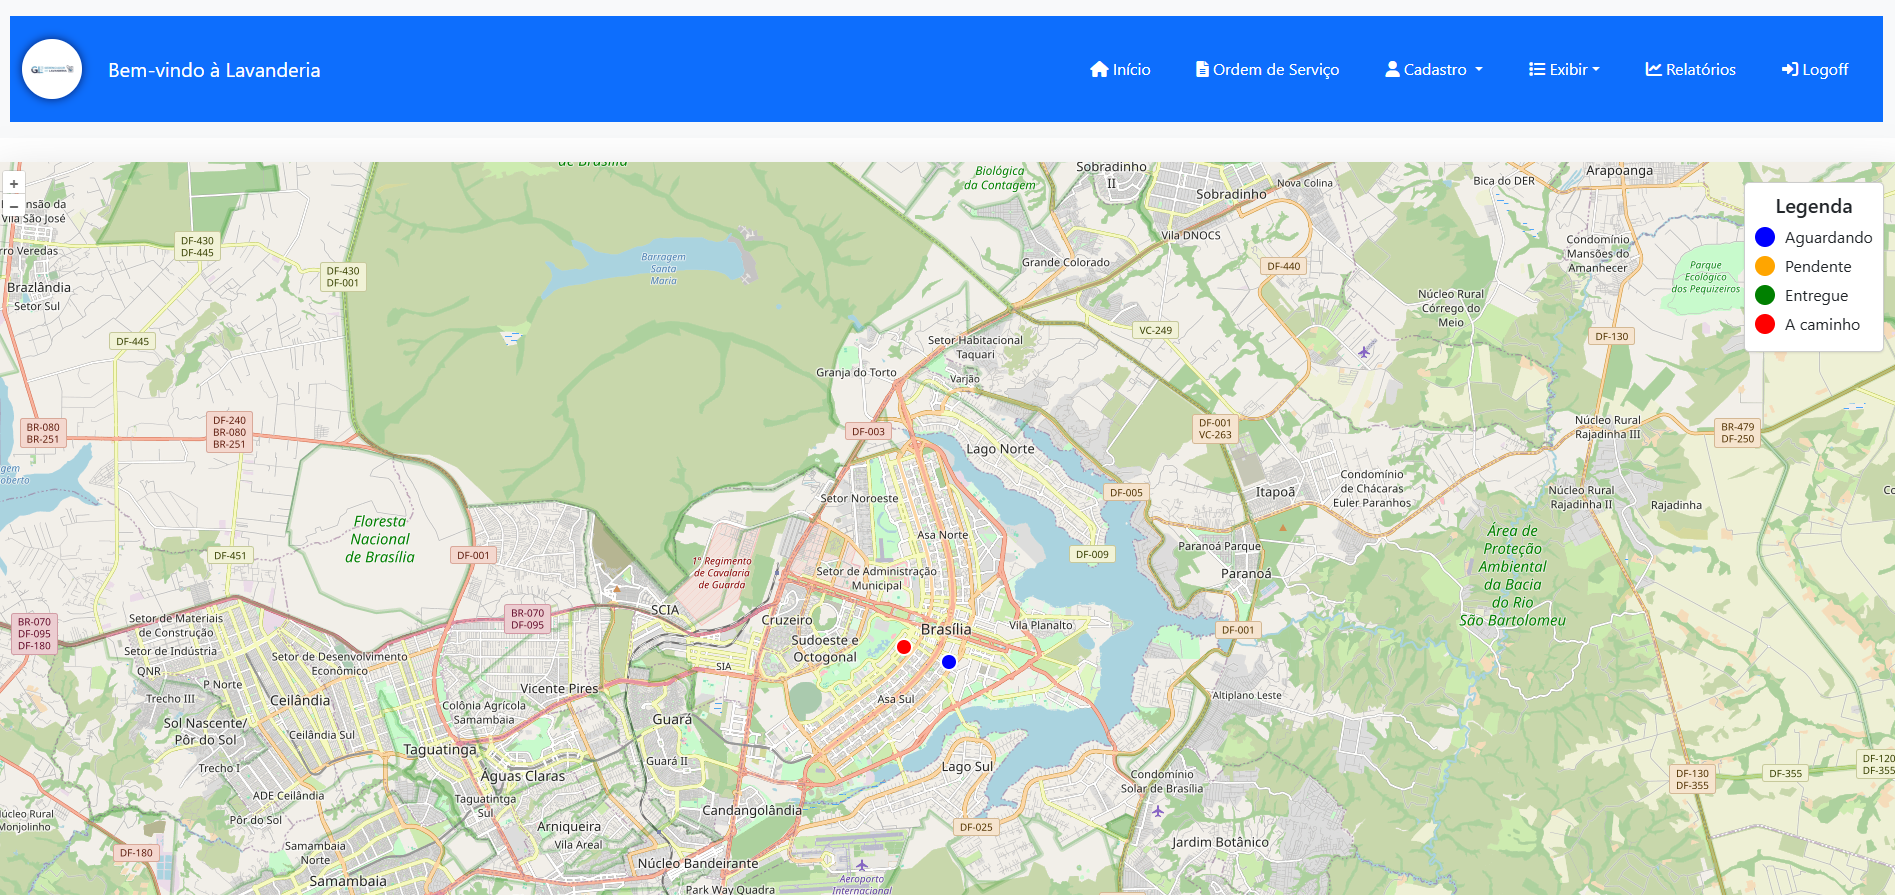 Bem-vindo à Lavanderia
Início
Ordem de Serviço
Cadastro
Exibir
Relatórios
Logoff
+
−
Legenda
Aguardando
Pendente
Entregue
A caminho
Biológica
da Contagem
Sobradinho
II
Sobradinho
Nova Colina
Bica do DER
Arapoanga
Vila São José
DF-430
DF-445
Brazlândia
Setor Sul
DF-430
DF-001
Barragem
Santa
Maria
Vila DNOCS
Grande Colorado
DF-440
Condomínio
Mansões do
Amanhecer
Parque
Ecológico
dos Pequizeiros
Núcleo Rural
Córrego do
Meio
DF-445
VC-249
DF-130
Setor Habitacional
Taquari
Granja do Torto
Varjão
BR-080
BR-251
DF-240
BR-080
BR-251
DF-003
DF-001
VC-263
Núcleo Rural
Rajadinha III
BR-479
DF-250
Lago Norte
DF-005
Itapoã
Condomínio
de Chácaras
Euler Paranhos
Núcleo Rural
Rajadinha II
Rajadinha
Setor Noroeste
Floresta
Nacional
de Brasília
Asa Norte
Área de
Proteção
Ambiental
da Bacia
do Rio
São Bartolomeu
DF-451
DF-001
DF-009
Paranoá Parque
Paranoá
1º Regimento
de Cavalaria
de Guarda
Setor de Administração
Municipal
SCIA
BR-070
DF-095
DF-180
Setor de Materiais
de Construção
Setor de Indústria
QNR
BR-070
DF-095
Cruzeiro
Sudoeste e
Octogonal
Brasília
Vila Planalto
DF-001
Setor de Desenvolvimento
Econômico
SIA
P Norte
Trecho III
Ceilândia
Vicente Pires
Asa Sul
Altiplano Leste
Colônia Agrícola
Samambaia
Sol Nascente/
Pôr do Sol
Ceilândia Sul
Guará
Taguatinga
Trecho I
Águas Claras
Guará II
Lago Sul
Condomínio
Solar de Brasília
DF-130
DF-355
DF-355
DF-120
DF-355
ADE Ceilândia
Pôr do Sol
Taguatintga
Sul
Candangolândia
Arniqueira
Vila Areal
DF-025
Jardim Botânico
Núcleo Rural
Monjolinho
DF-180
Samambaia
Norte
Samambaia
Núcleo Bandeirante
Park Way Quadra
Aeroporto
Internacional